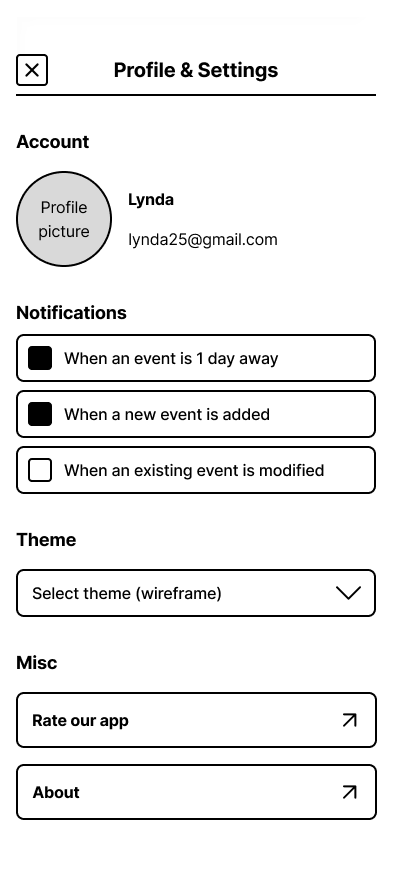 Profile & Settings
Account
Profile
picture
Lynda
lynda25@gmail.com
Notifications
When an event is 1 day away
When a new event is added
When an existing event is modified
Theme
Select theme (wireframe)
Misc
Rate our app
About